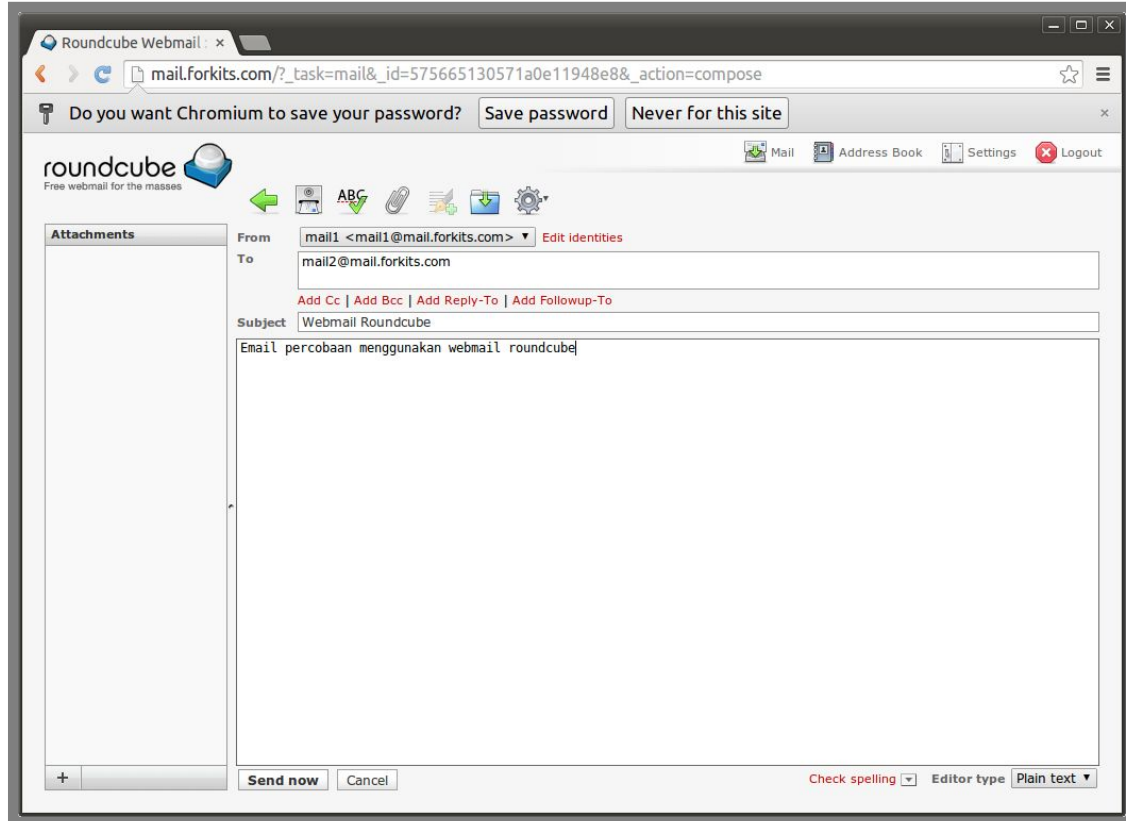 Roundcube Webmail :
mail.forkits.com/?_task=mail&_id=575665130571a0e11948e8&_action=compose
Do you want Chromium to save your password? Save password Never for this site
Mail Address Book Settings Logout
roundcube
Free webmail for the masses
ABC
Attachments
From mail1 <mail1@mail.forkits.com> Edit identities
To mail2@mail.forkits.com
Add Cc | Add Bcc | Add Reply-To | Add Followup-To
Subject Webmail Roundcube
Email percobaan menggunakan webmail roundcube
+ Send now Cancel Check spelling Editor type Plain text